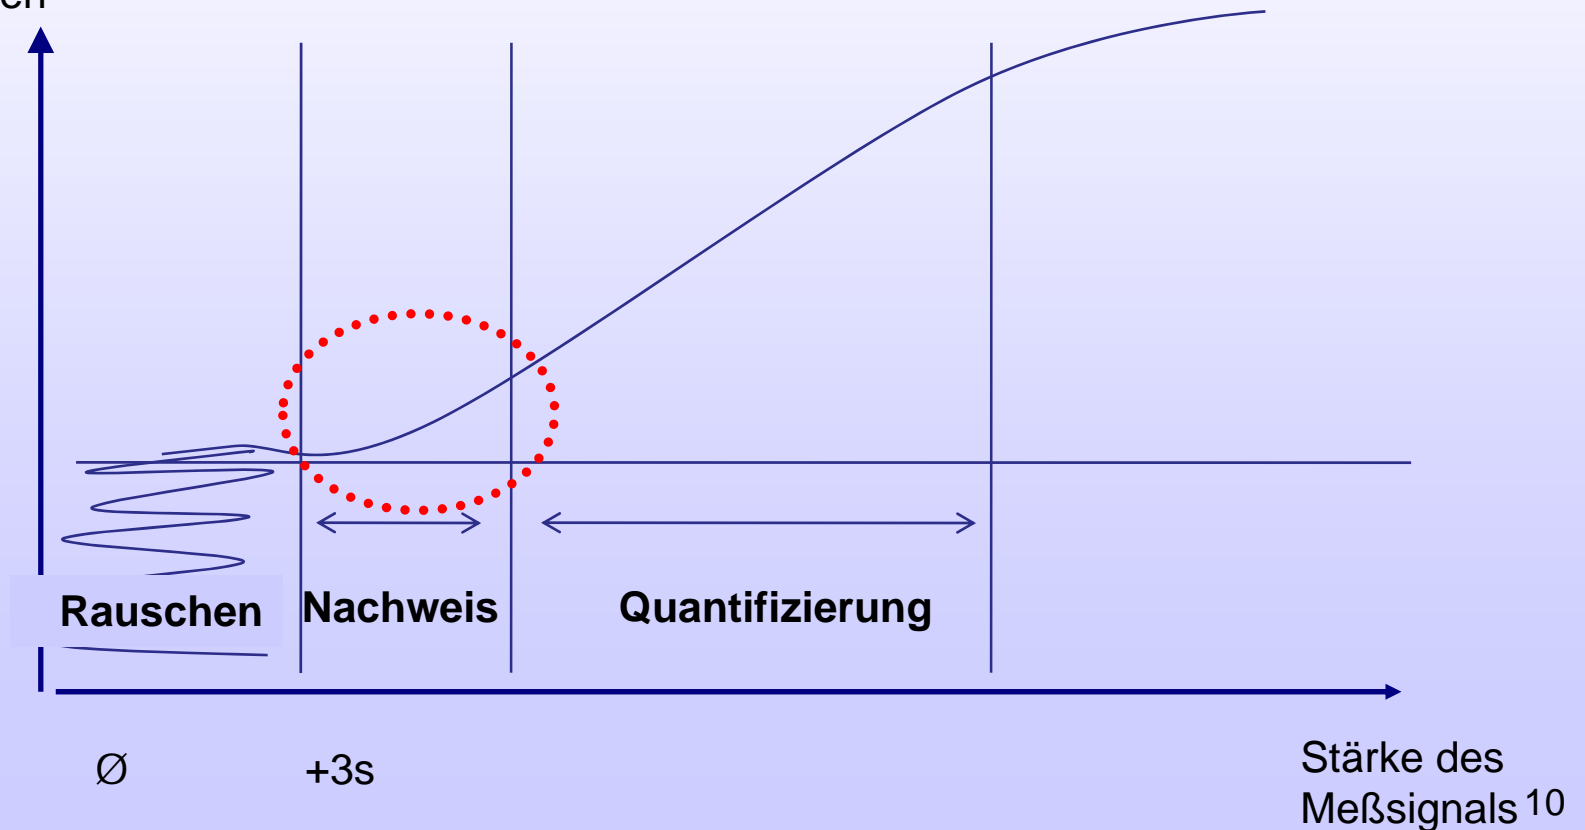 Rauschen
Nachweis
Quantifizierung
Ø
+3s
Stärke des
Meßsignals
10